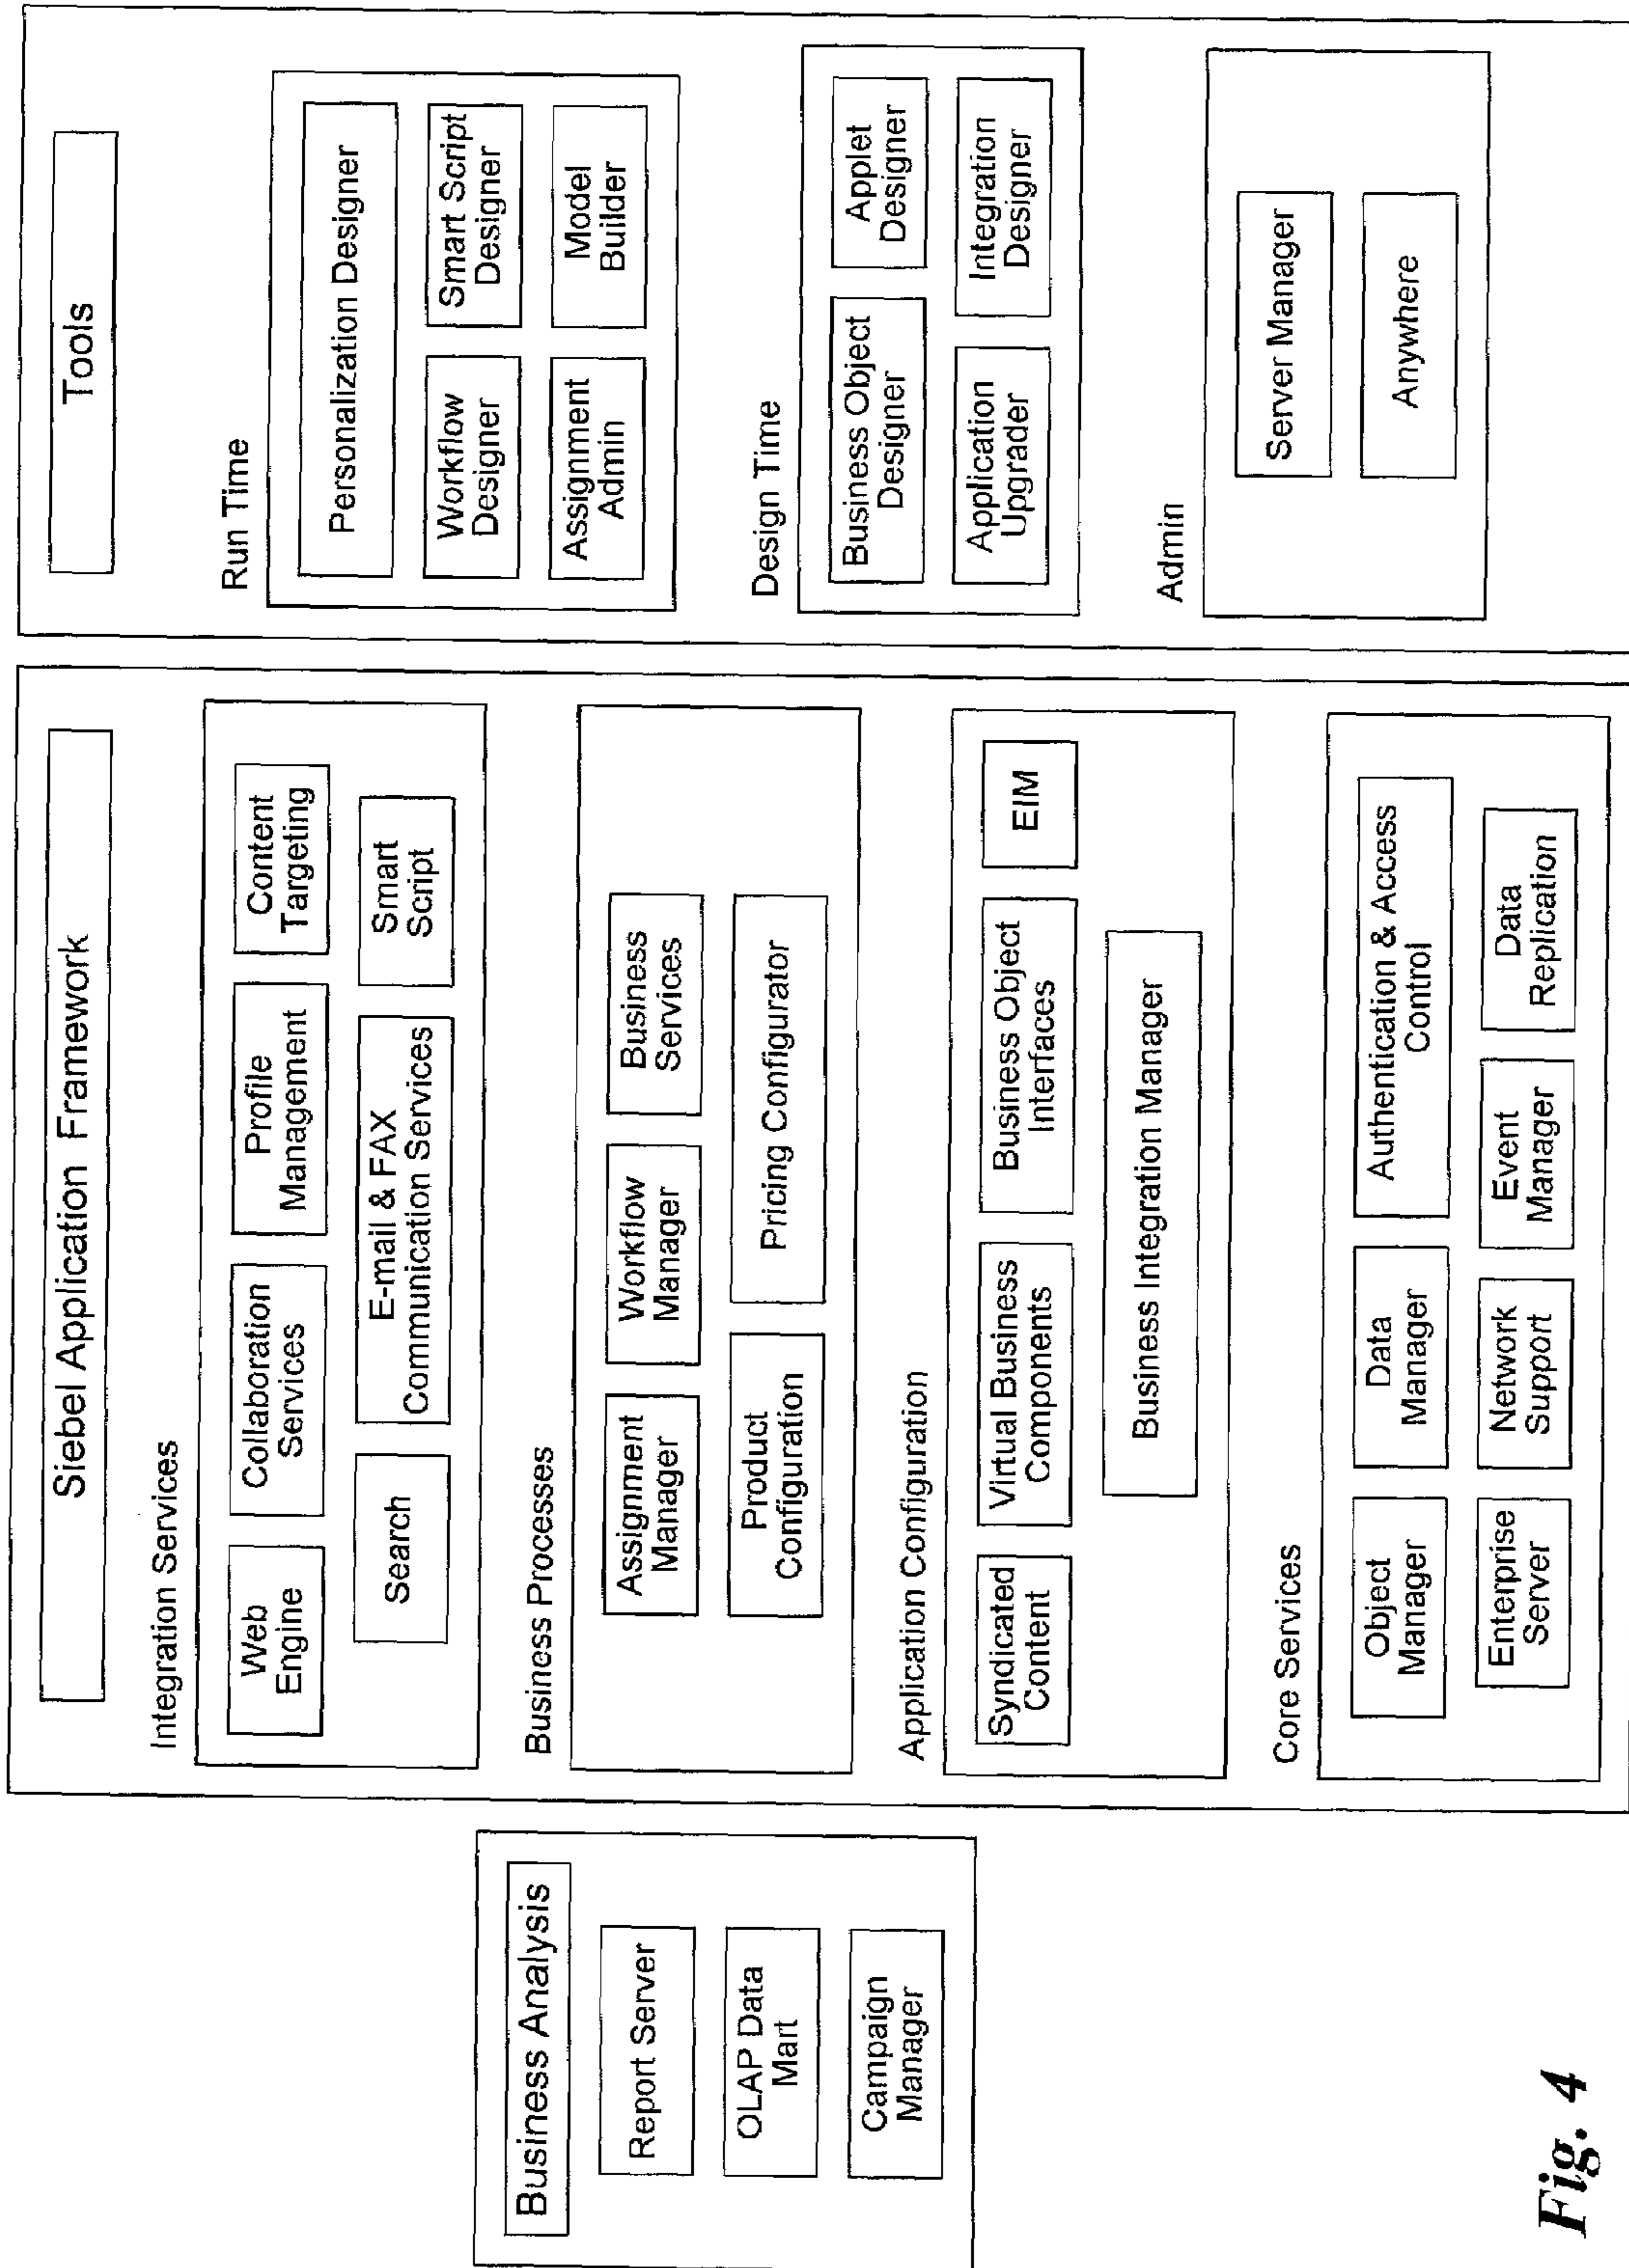 Business Analysis
Report Server
OLAP Data
Mart
Campaign
Manager
Siebel Application Framework
Integration Services
Web
Engine
Collaboration
Services
Profile
Management
Content
Targeting
Search
E-mail & FAX
Communication Services
Smart
Script
Business Processes
Assignment
Manager
Workflow
Manager
Business
Services
Product
Configuration
Pricing Configurator
Application Configuration
Syndicated
Content
Virtual Business
Components
Business Object
Interfaces
EIM
Business Integration Manager
Core Services
Object
Manager
Data
Manager
Authentication & Access
Control
Enterprise
Server
Network
Support
Event
Manager
Data
Replication
Tools
Run Time
Personalization Designer
Workflow
Designer
Smart Script
Designer
Assignment
Admin
Model
Builder
Design Time
Business Object
Designer
Applet
Designer
Application
Upgrader
Integration
Designer
Admin
Server Manager
Anywhere
Fig. 4